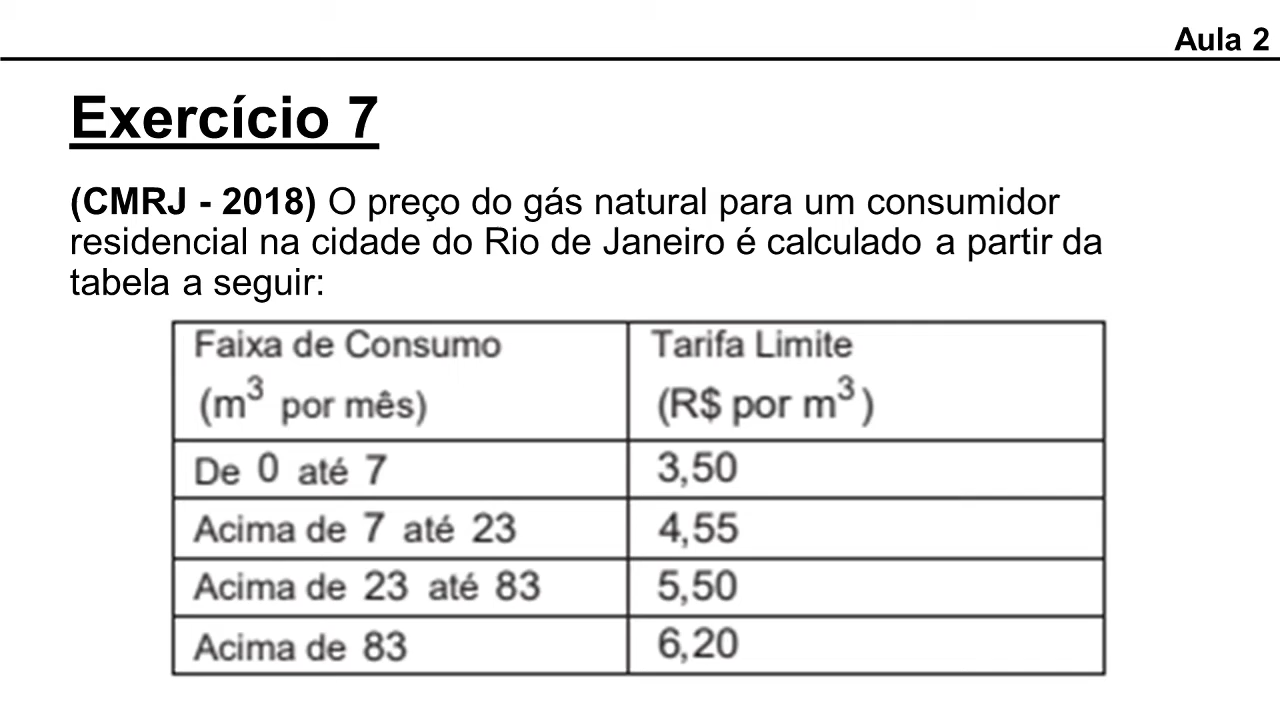 Aula 2
Exercício 7
(CMRJ - 2018) O preço do gás natural para um consumidor
residencial na cidade do Rio de Janeiro é calculado a partir da
tabela a seguir:
Faixa de Consumo
(m³ por mês)
Tarifa Limite
(R$ por m³)
De 0 até 7
3,50
Acima de 7 até 23
4,55
Acima de 23 até 83
5,50
Acima de 83
6,20